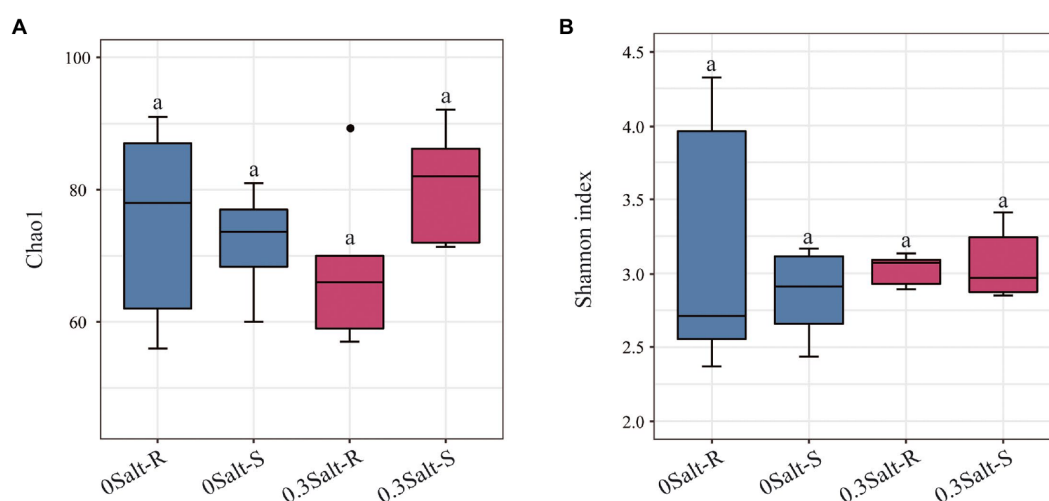 A
Chao1
100
80
60
a
a
a
a
0Salt-R
0Salt-S
0.3Salt-R
0.3Salt-S
B
Shannon index
4.5
4.0
3.5
3.0
2.5
2.0
a
a
a
a
0Salt-R
0Salt-S
0.3Salt-R
0.3Salt-S